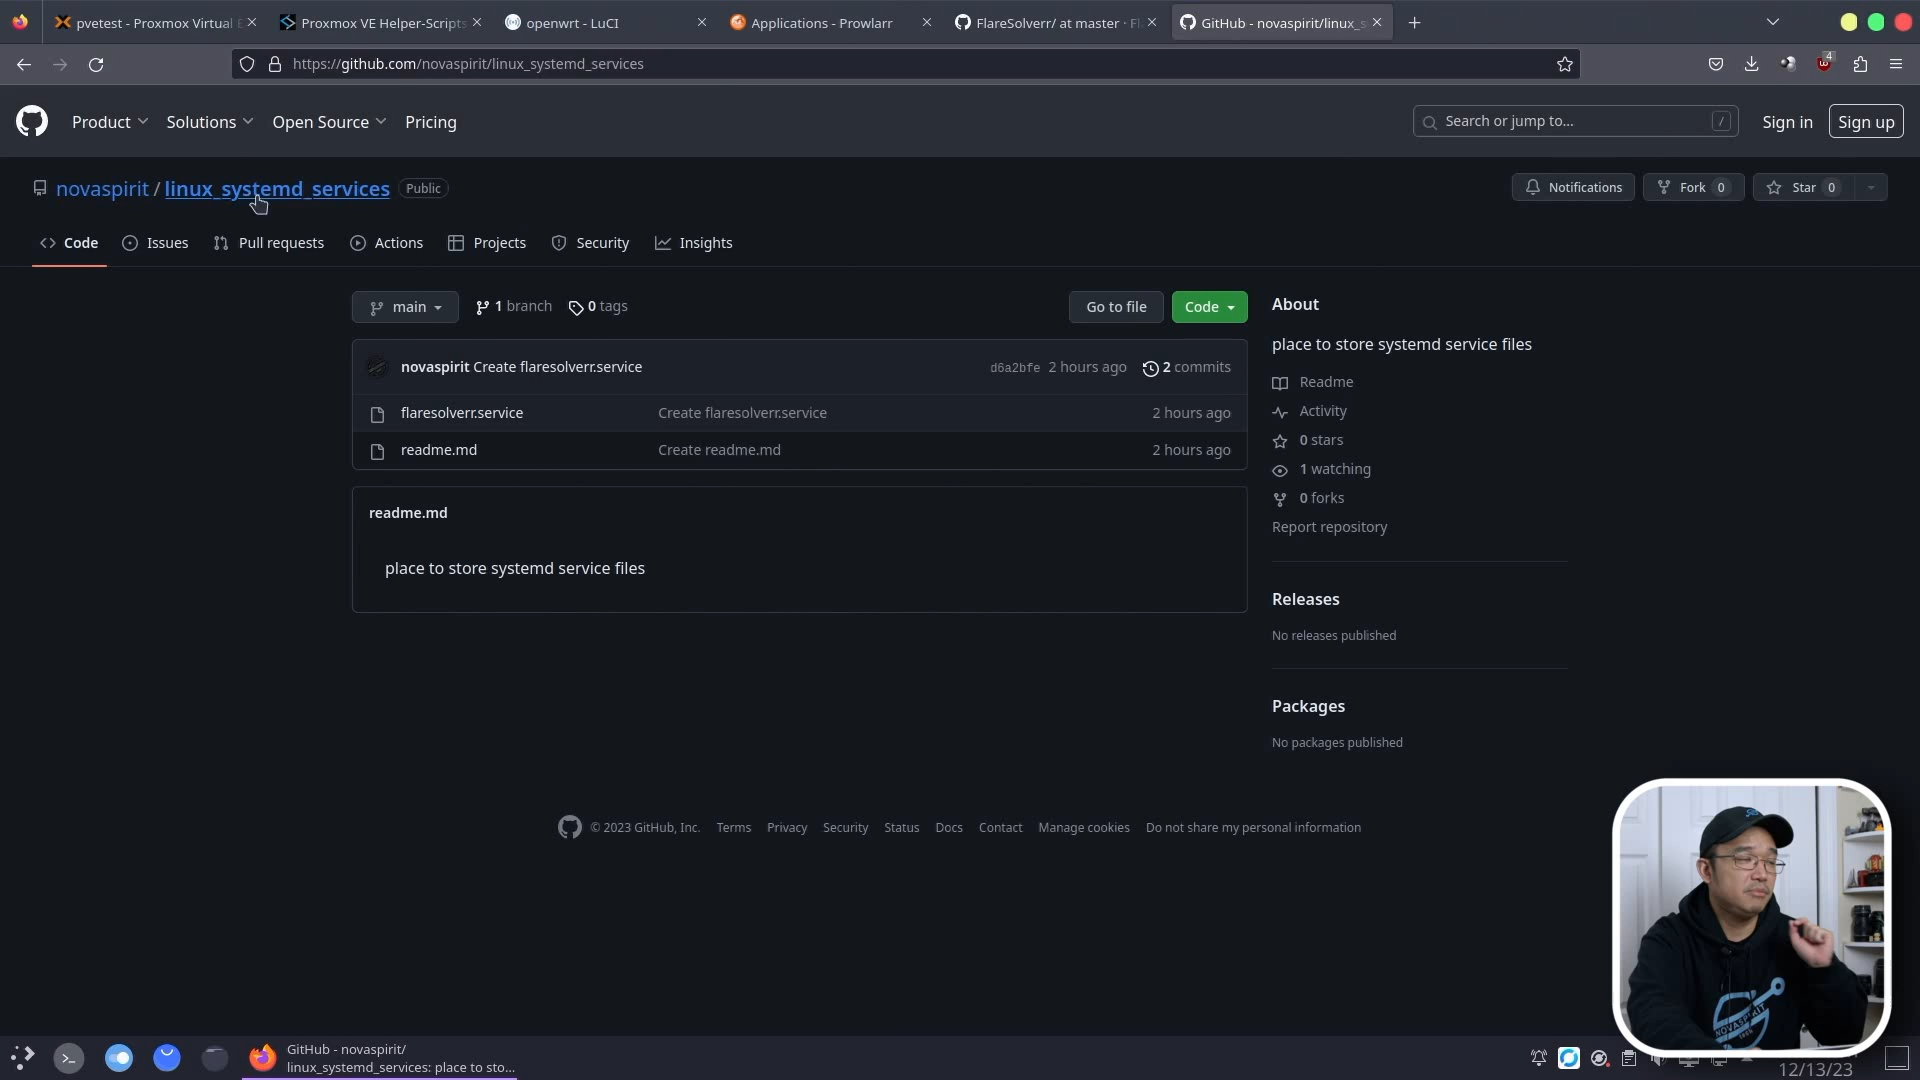 pvetest - Proxmox Virtual E
Proxmox VE Helper-Scripts
openwrt - LuCI
Applications - Prowlarr
FlareSolverr/ at master · Fl
GitHub - novaspirit/linux_s
https://github.com/novaspirit/linux_systemd_services
4
Product
Solutions
Open Source
Pricing
Search or jump to...
/
Sign in
Sign up
novaspirit / linux_systemd_services
Public
Notifications
Fork 0
Star 0
Code
Issues
Pull requests
Actions
Projects
Security
Insights
main
1 branch
0 tags
Go to file
Code
novaspirit Create flaresolverr.service
d6a2bfe 2 hours ago
2 commits
flaresolverr.service
Create flaresolverr.service
2 hours ago
readme.md
Create readme.md
2 hours ago
readme.md
place to store systemd service files
About
place to store systemd service files
Readme
Activity
0 stars
1 watching
0 forks
Report repository
Releases
No releases published
Packages
No packages published
© 2023 GitHub, Inc.
Terms
Privacy
Security
Status
Docs
Contact
Manage cookies
Do not share my personal information
NOVASPIRIT
GitHub - novaspirit/
linux_systemd_services: place to sto...
12/13/23